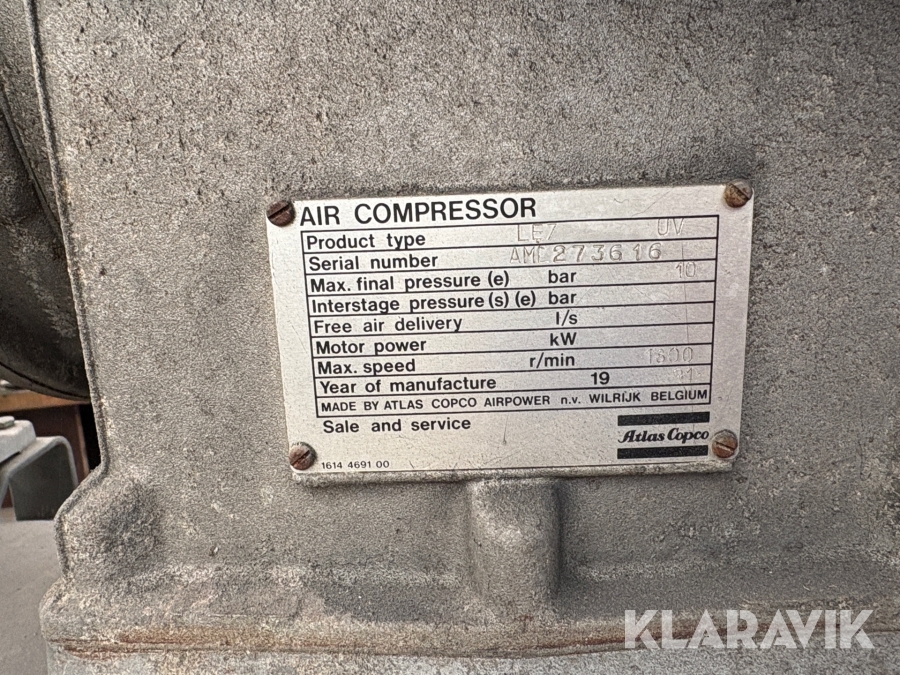 AIR COMPRESSOR
Product type LE7 UV
Serial number 273616
Max. final pressure (e) bar 10
Interstage pressure (s) (e) bar
Free air delivery l/s
Motor power kW
Max. speed r/min 1800
Year of manufacture 19
MADE BY ATLAS COPCO AIRPOWER n.v. WILRIJK BELGIUM
Sale and service
Atlas Copco
1614 4691 00
KLARAVIK